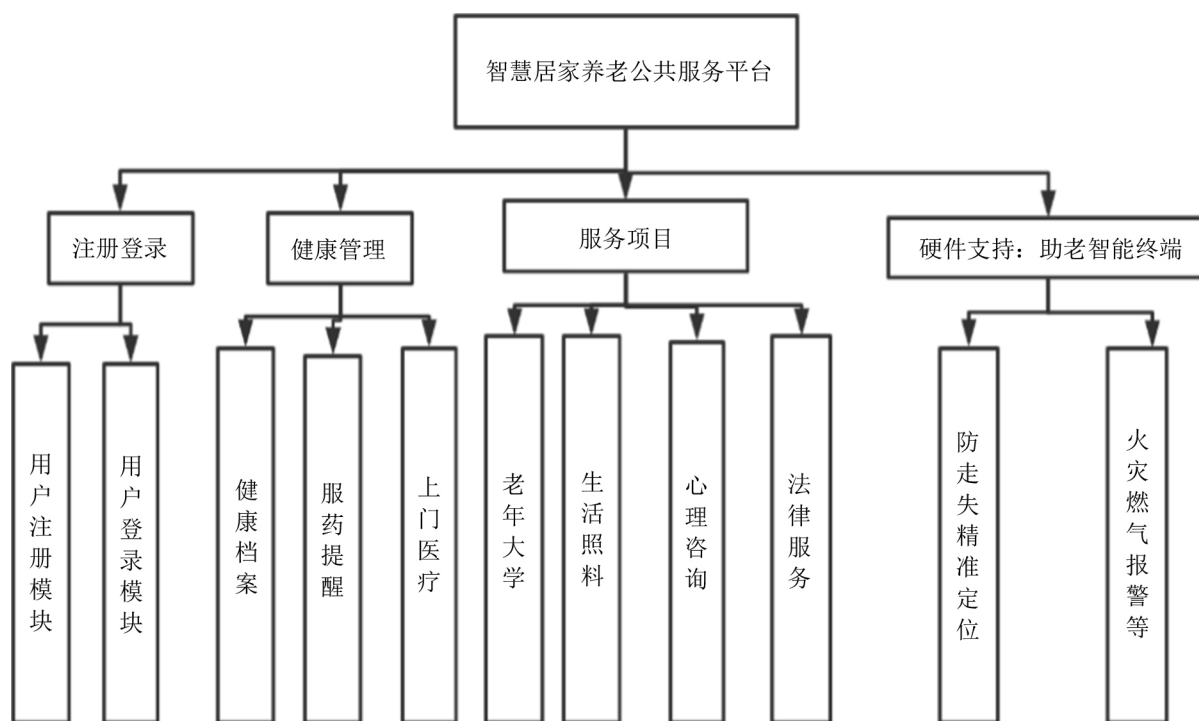 智慧居家养老公共服务平台
注册登录
健康管理
服务项目
硬件支持：助老智能终端
用户注册模块
用户登录模块
健康档案
服药提醒
上门医疗
老年大学
生活照料
心理咨询
法律服务
防走失精准定位
火灾燃气报警等